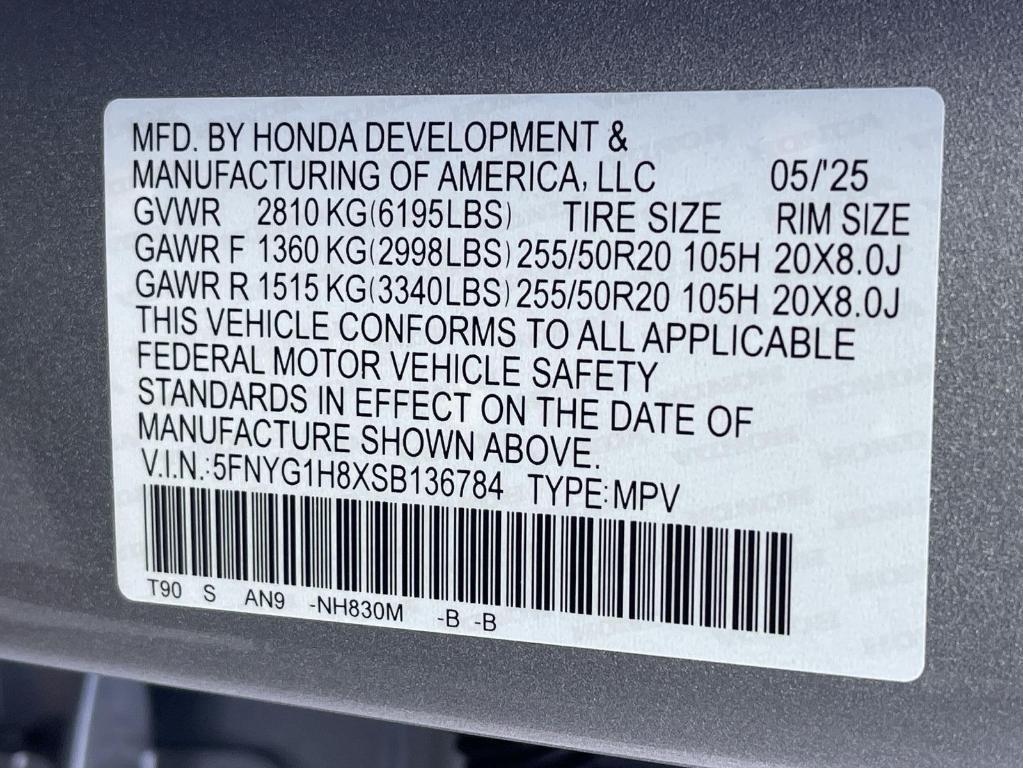 MFD. BY HONDA DEVELOPMENT &
MANUFACTURING OF AMERICA, LLC 05/'25
GVWR 2810 KG(6195LBS) TIRE SIZE RIM SIZE
GAWR F 1360 KG(2998LBS) 255/50R20 105H 20X8.0J
GAWR R 1515 KG(3340LBS) 255/50R20 105H 20X8.0J
THIS VEHICLE CONFORMS TO ALL APPLICABLE
FEDERAL MOTOR VEHICLE SAFETY
STANDARDS IN EFFECT ON THE DATE OF
MANUFACTURE SHOWN ABOVE.
V.I.N.:5FNYG1H8XSB136784 TYPE:MPV
T90 S AN9 -NH830M -B -B